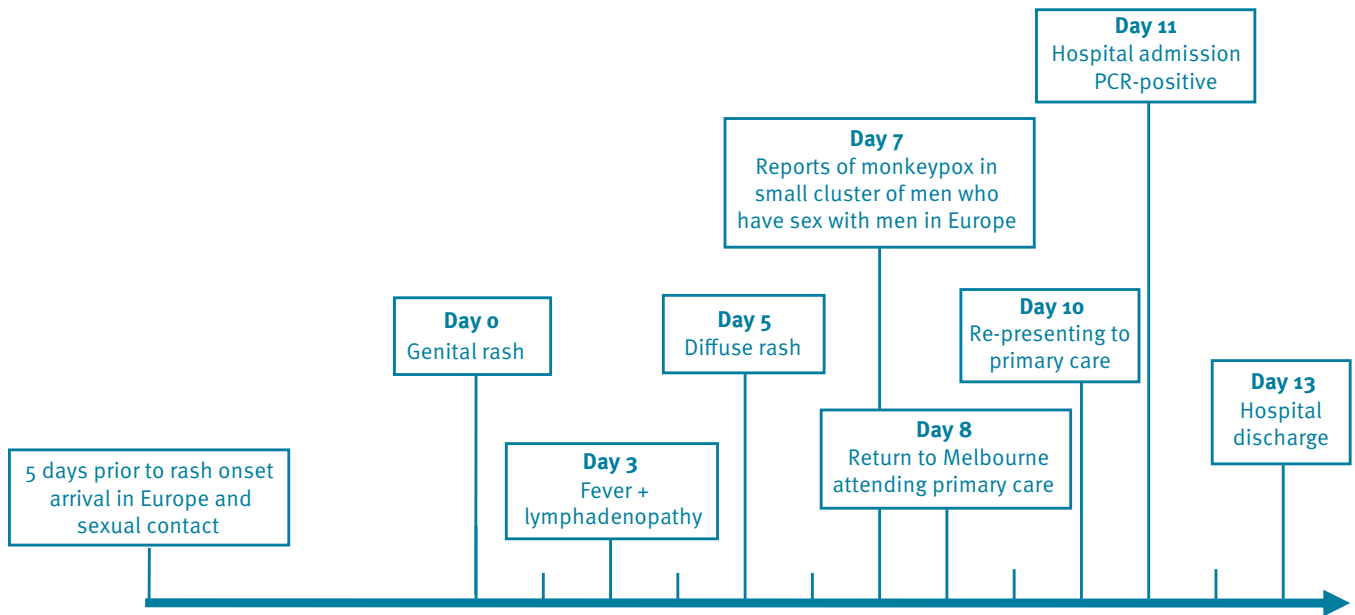 5 days prior to rash onset
arrival in Europe and
sexual contact
Day 0
Genital rash
Day 3
Fever +
lymphadenopathy
Day 5
Diffuse rash
Day 7
Reports of monkeypox in
small cluster of men who
have sex with men in Europe
Day 8
Return to Melbourne
attending primary care
Day 10
Re-presenting to
primary care
Day 11
Hospital admission
PCR-positive
Day 13
Hospital
discharge